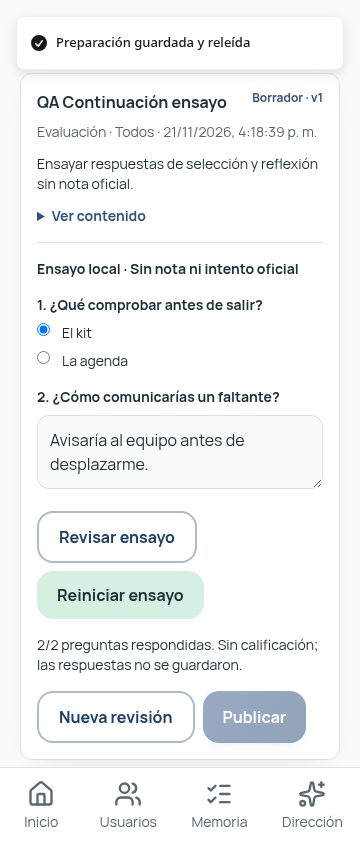 Preparación guardada y releída
QA Continuación ensayo
Borrador · v1
Evaluación · Todos · 21/11/2026, 4:18:39 p. m.
Ensayar respuestas de selección y reflexión
sin nota oficial.
Ver contenido
Ensayo local · Sin nota ni intento oficial
1. ¿Qué comprobar antes de salir?
El kit
La agenda
2. ¿Cómo comunicarías un faltante?
Avisaría al equipo antes de
desplazarme.
Revisar ensayo
Reiniciar ensayo
2/2 preguntas respondidas. Sin calificación;
las respuestas no se guardaron.
Nueva revisión
Publicar
Inicio
Usuarios
Memoria
Dirección